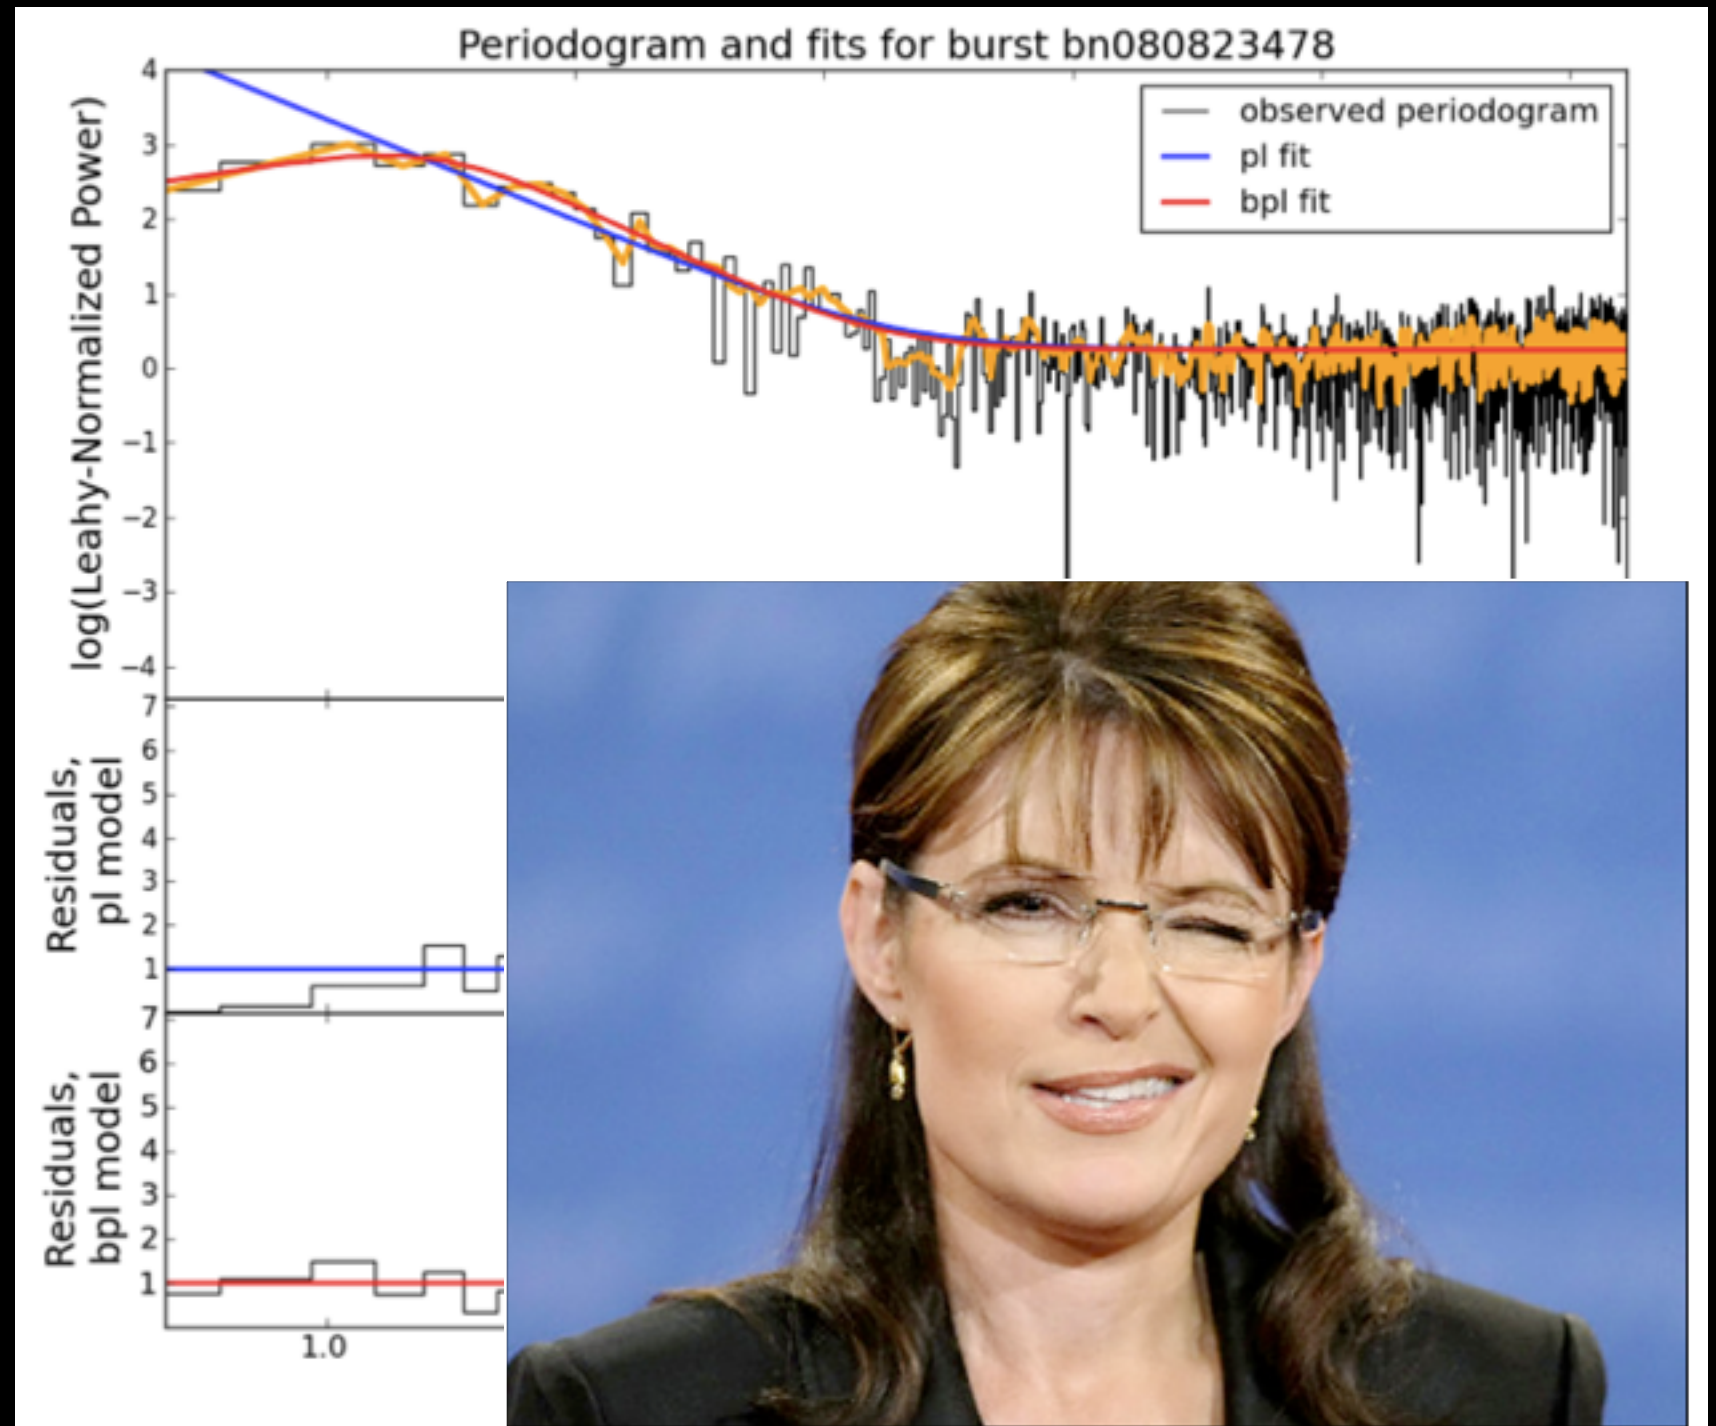 Periodogram and fits for burst bn080823478
log(Leahy-Normalized Power)
4
3
2
1
0
−1
−2
−3
−4
observed periodogram
pl fit
bpl fit
Residuals,
pl model
7
6
5
4
3
2
1
Residuals,
bpl model
7
6
5
4
3
2
1
1.0